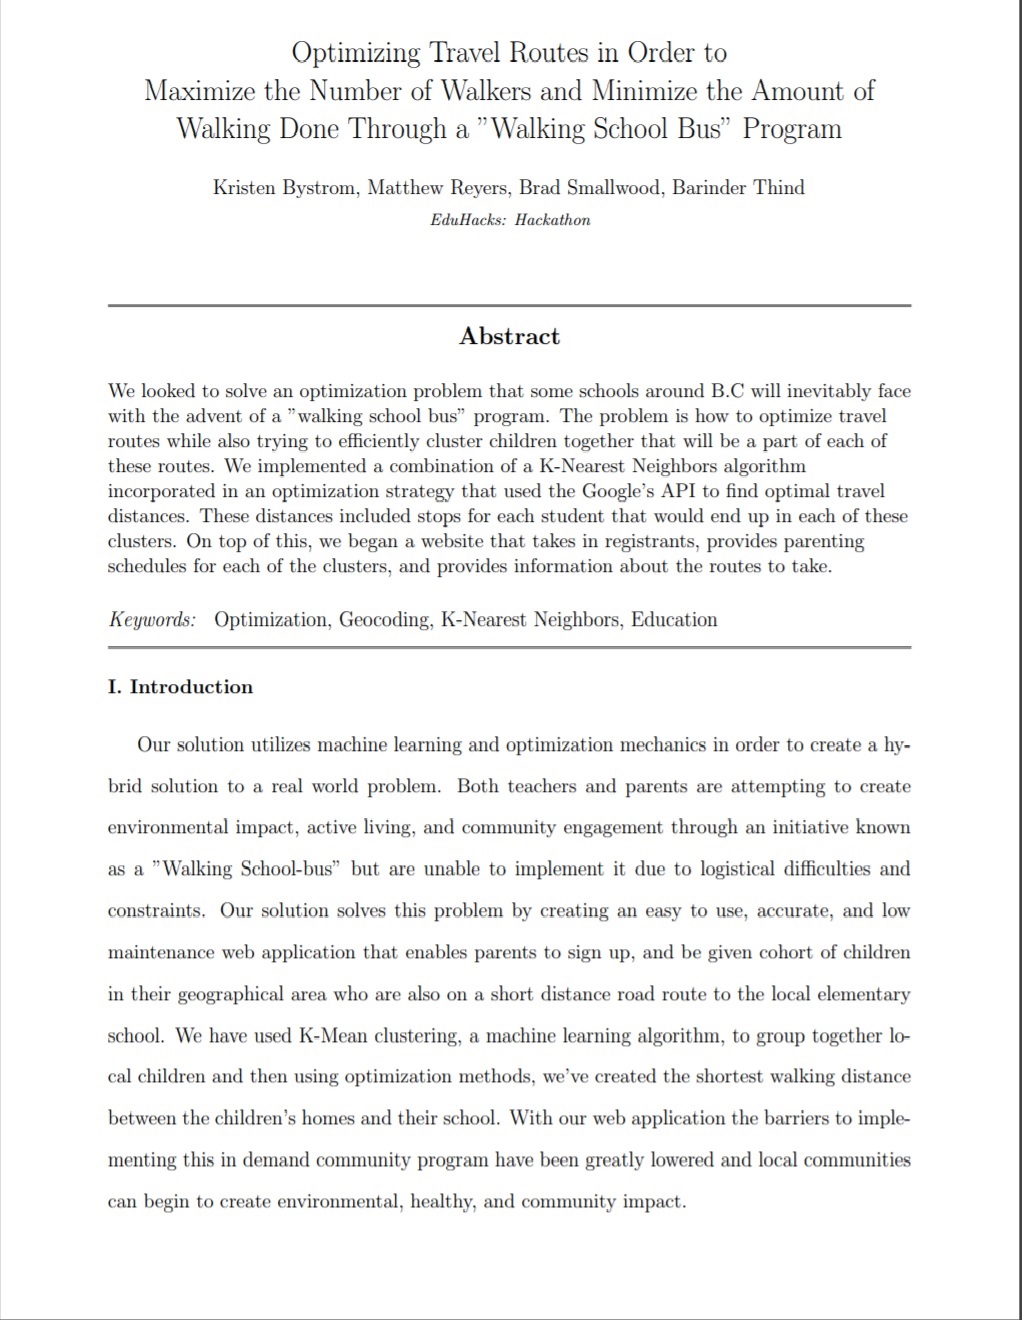 Optimizing Travel Routes in Order to
Maximize the Number of Walkers and Minimize the Amount of
Walking Done Through a ”Walking School Bus” Program
Kristen Bystrom, Matthew Reyers, Brad Smallwood, Barinder Thind
EduHacks: Hackathon
Abstract
We looked to solve an optimization problem that some schools around B.C will inevitably face
with the advent of a ”walking school bus” program. The problem is how to optimize travel
routes while also trying to efficiently cluster children together that will be a part of each of
these routes. We implemented a combination of a K-Nearest Neighbors algorithm
incorporated in an optimization strategy that used the Google’s API to find optimal travel
distances. These distances included stops for each student that would end up in each of these
clusters. On top of this, we began a website that takes in registrants, provides parenting
schedules for each of the clusters, and provides information about the routes to take.
Keywords: Optimization, Geocoding, K-Nearest Neighbors, Education
I. Introduction
Our solution utilizes machine learning and optimization mechanics in order to create a hy-
brid solution to a real world problem. Both teachers and parents are attempting to create
environmental impact, active living, and community engagement through an initiative known
as a ”Walking School-bus” but are unable to implement it due to logistical difficulties and
constraints. Our solution solves this problem by creating an easy to use, accurate, and low
maintenance web application that enables parents to sign up, and be given cohort of children
in their geographical area who are also on a short distance road route to the local elementary
school. We have used K-Mean clustering, a machine learning algorithm, to group together lo-
cal children and then using optimization methods, we’ve created the shortest walking distance
between the children’s homes and their school. With our web application the barriers to imple-
menting this in demand community program have been greatly lowered and local communities
can begin to create environmental, healthy, and community impact.